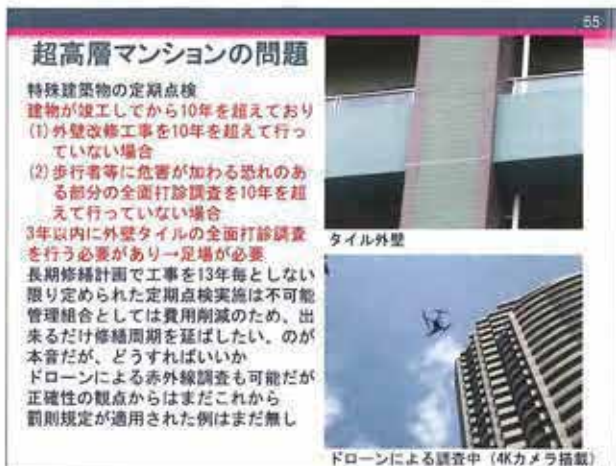 55
超高層マンションの問題
特殊建築物の定期点検
建物が竣工してから10年を超えており
(1)外壁改修工事を10年を超えて行っ
ていない場合
(2)歩行者等に危害が加わる恐れのあ
る部分の全面打診調査を10年を超
えて行っていない場合
3年以内に外壁タイルの全面打診調査
を行う必要があり→足場が必要
長期修繕計画で工事を13年毎としない
限り定められた定期点検実施は不可能
管理組合としては費用削減のため、出
来るだけ修繕周期を延ばしたい。のが
本音だが、どうすればいいか
ドローンによる赤外線調査も可能だが
正確性の観点からはまだこれから
罰則規定が適用された例はまだ無し
タイル外壁
ドローンによる調査中（4Kカメラ搭載）